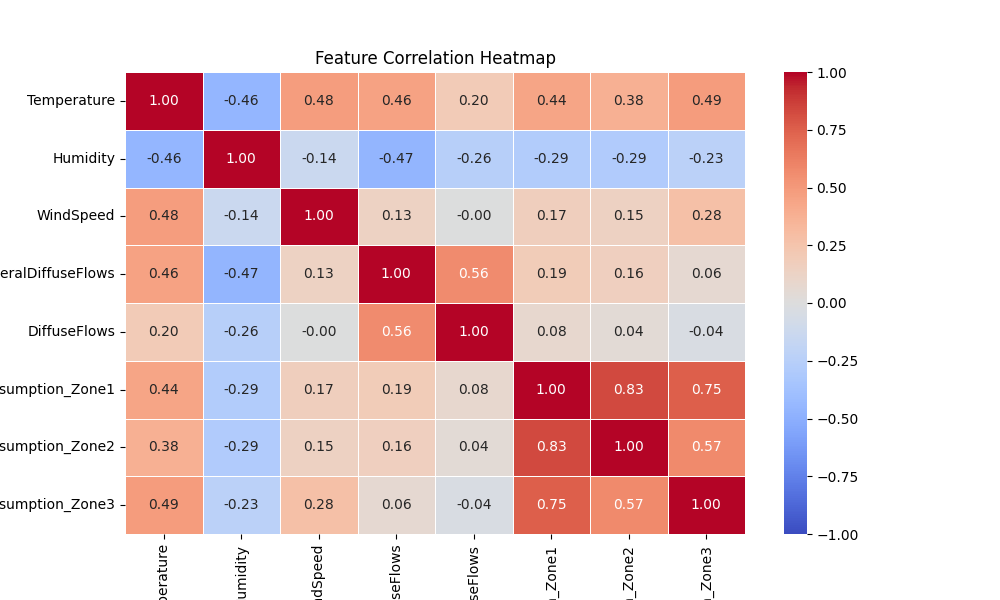 Feature Correlation Heatmap
Temperature 1.00 -0.46 0.48 0.46 0.20 0.44 0.38 0.49
Humidity -0.46 1.00 -0.14 -0.47 -0.26 -0.29 -0.29 -0.23
WindSpeed 0.48 -0.14 1.00 0.13 -0.00 0.17 0.15 0.28
eralDiffuseFlows 0.46 -0.47 0.13 1.00 0.56 0.19 0.16 0.06
DiffuseFlows 0.20 -0.26 -0.00 0.56 1.00 0.08 0.04 -0.04
sumption_Zone1 0.44 -0.29 0.17 0.19 0.08 1.00 0.83 0.75
sumption_Zone2 0.38 -0.29 0.15 0.16 0.04 0.83 1.00 0.57
sumption_Zone3 0.49 -0.23 0.28 0.06 -0.04 0.75 0.57 1.00
perature
umidity
ndSpeed
seFlows
seFlows
_Zone1
_Zone2
_Zone3
1.00
0.75
0.50
0.25
0.00
−0.25
−0.50
−0.75
−1.00